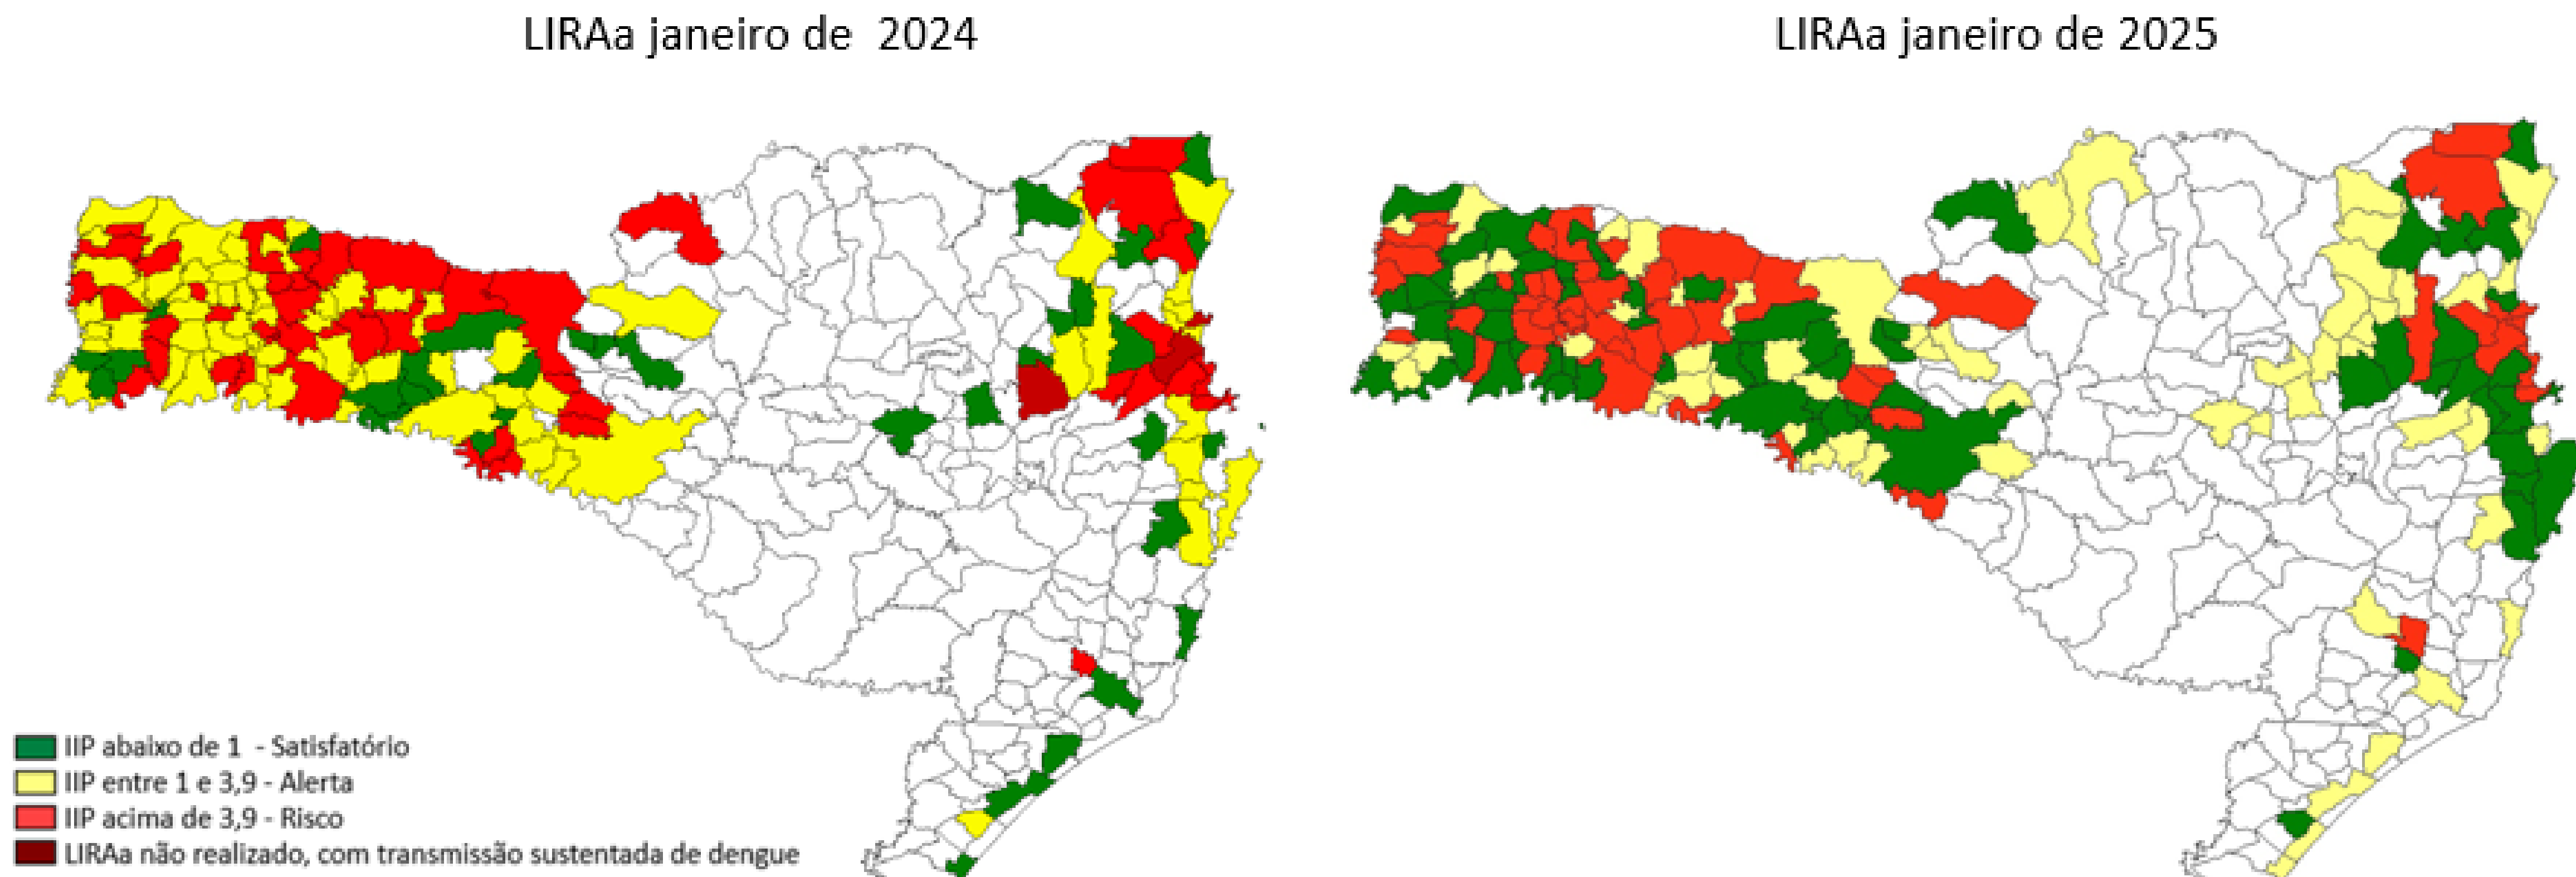 LIRAa janeiro de 2024
LIRAa janeiro de 2025
IIP abaixo de 1 - Satisfatório
IIP entre 1 e 3,9 - Alerta
IIP acima de 3,9 - Risco
LIRAa não realizado, com transmissão sustentada de dengue